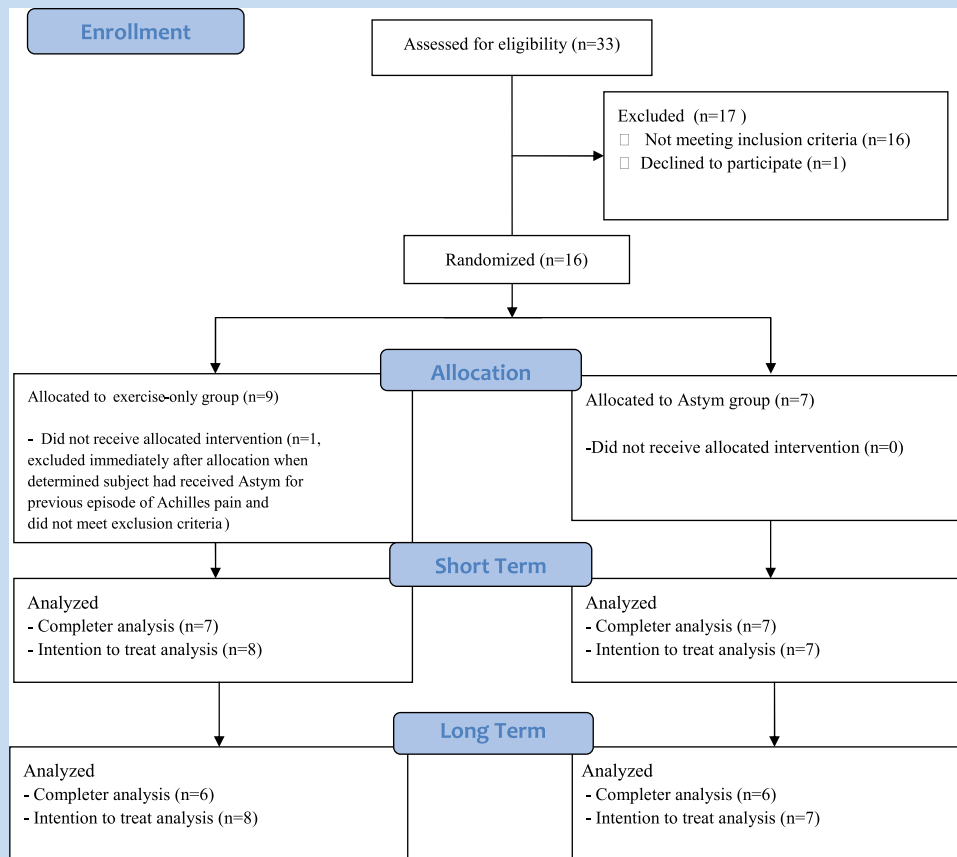 Enrollment
Assessed for eligibility (n=33)
Excluded (n=17 )
Not meeting inclusion criteria (n=16)
Declined to participate (n=1)
Randomized (n=16)
Allocation
Allocated to exercise-only group (n=9)
- Did not receive allocated intervention (n=1,
excluded immediately after allocation when
determined subject had received Astym for
previous episode of Achilles pain and
did not meet exclusion criteria)
Allocated to Astym group (n=7)
-Did not receive allocated intervention (n=0)
Short Term
Analyzed
- Completer analysis (n=7)
- Intention to treat analysis (n=8)
Analyzed
- Completer analysis (n=7)
- Intention to treat analysis (n=7)
Long Term
Analyzed
- Completer analysis (n=6)
- Intention to treat analysis (n=8)
Analyzed
- Completer analysis (n=6)
- Intention to treat analysis (n=7)